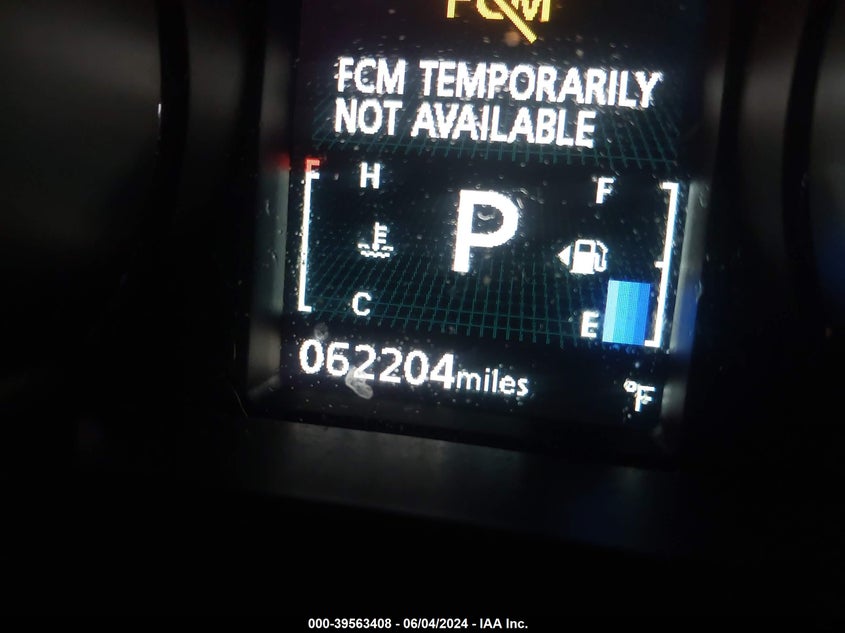 FCM
FCM TEMPORARILY
NOT AVAILABLE
H
F
P
C
E
062204miles
°F
000-39563408 - 06/04/2024 - IAA Inc.